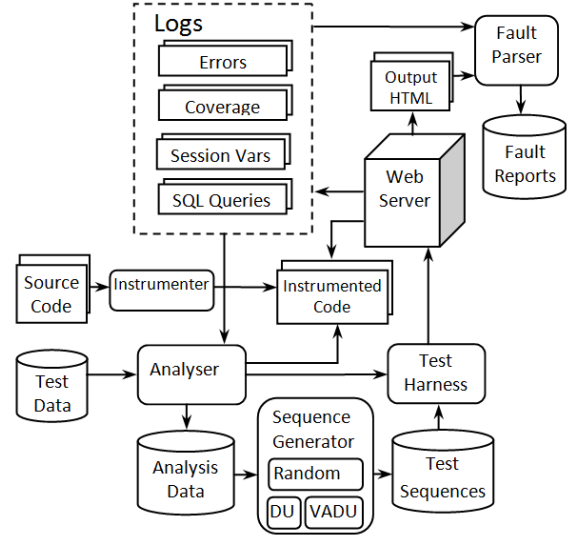 Logs
Errors
Coverage
Session Vars
SQL Queries
Fault
Parser
Output
HTML
Fault
Reports
Web
Server
Source
Code
Instrumenter
Instrumented
Code
Test
Data
Analyser
Test
Harness
Analysis
Data
Sequence
Generator
Random
DU VADU
Test
Sequences